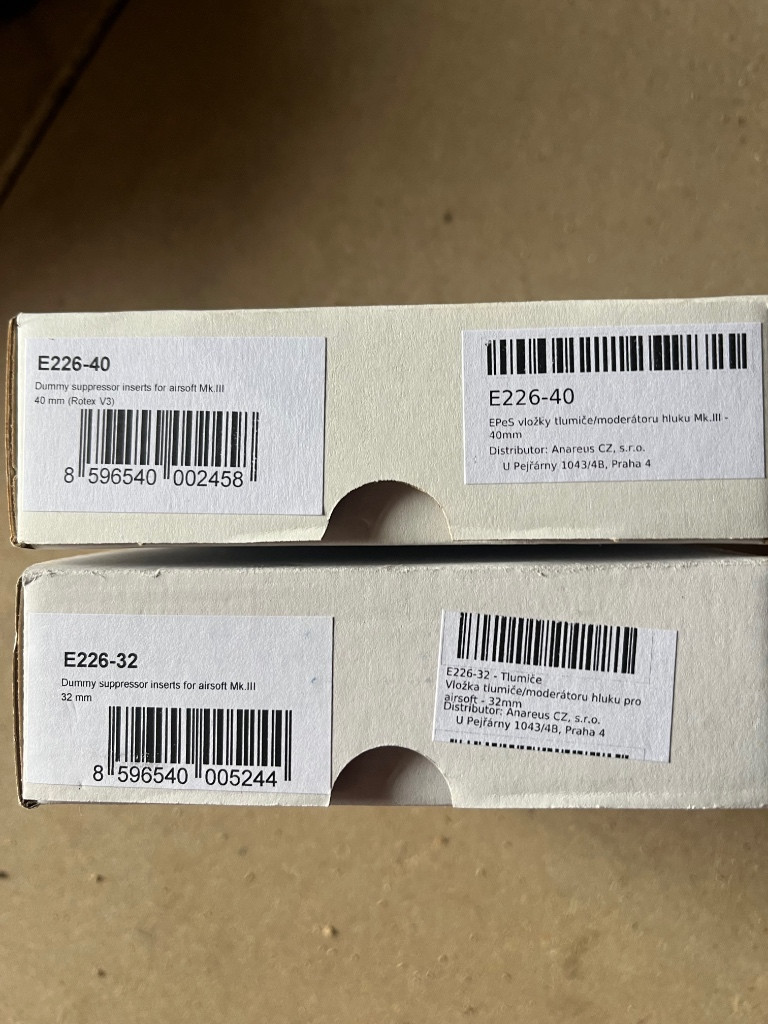 E226-40
Dummy suppressor inserts for airsoft Mk.III
40 mm (Rotex V3)
8 596540 002458
E226-40
EPeS vložky tlumiče/moderátoru hluku Mk.III -
40mm
Distributor: Anareus CZ, s.r.o.
U Pejřárny 1043/4B, Praha 4
E226-32
Dummy suppressor inserts for airsoft Mk.III
32 mm
8 596540 005244
E226-32 - Tlumiče
Vložka tlumiče/moderátoru hluku pro
airsoft - 32mm
Distributor: Anareus CZ, s.r.o.
U Pejřárny 1043/4B, Praha 4